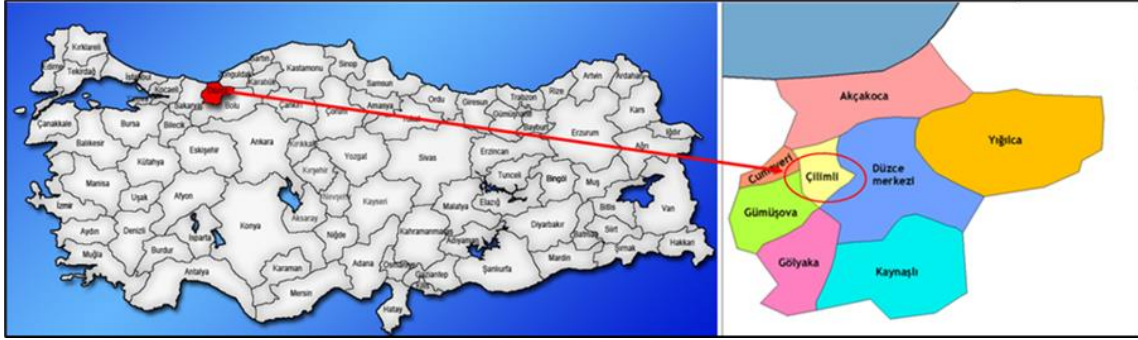 Kırklareli
Edirne
Tekirdağ
İstanbul
Kocaeli
Sakarya
Zonguldak
Bartın
Karabük
Kastamonu
Sinop
Samsun
Ordu
Giresun
Trabzon
Rize
Artvin
Ardahan
Kars
Iğdır
Ağrı
Erzurum
Bayburt
Gümüşhane
Tokat
Amasya
Çorum
Çankırı
Bolu
Bilecik
Bursa
Çanakkale
Balıkesir
Kütahya
Eskişehir
Ankara
Kırıkkale
Kırşehir
Yozgat
Sivas
Erzincan
Tunceli
Bingöl
Muş
Bitlis
Van
Hakkari
Şırnak
Siirt
Batman
Mardin
Diyarbakır
Elazığ
Malatya
Adıyaman
Şanlıurfa
Gaziantep
Kilis
Kahramanmaraş
Osmaniye
Hatay
Adana
Kayseri
Nevşehir
Niğde
Aksaray
Konya
Karaman
Mersin
Antalya
Isparta
Burdur
Afyon
Uşak
Manisa
İzmir
Aydın
Denizli
Muğla
Akçakoca
Yığılca
Cumayeri
Çilimli
Düzce
merkezi
Gümüşova
Gölyaka
Kaynaşlı